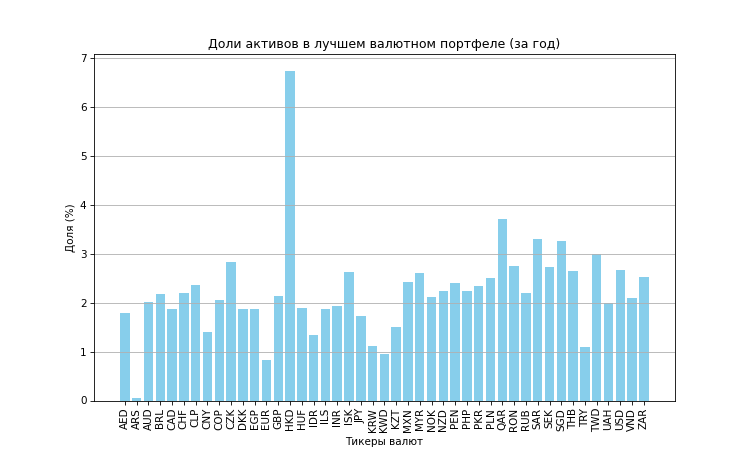 Доли активов в лучшем валютном портфеле (за год)
Доля (%)
7
6
5
4
3
2
1
0
AED ARS AUD BRL CAD CHF CLP CNY COP CZK DKK EGP EUR GBP HKD HUF IDR ILS INR ISK JPY KRW KWD KZT MXN MYR NOK NZD PEN PHP PKR PLN QAR RON RUB SAR SEK SGD THB TRY TWD UAH USD VND ZAR
Тикеры валют